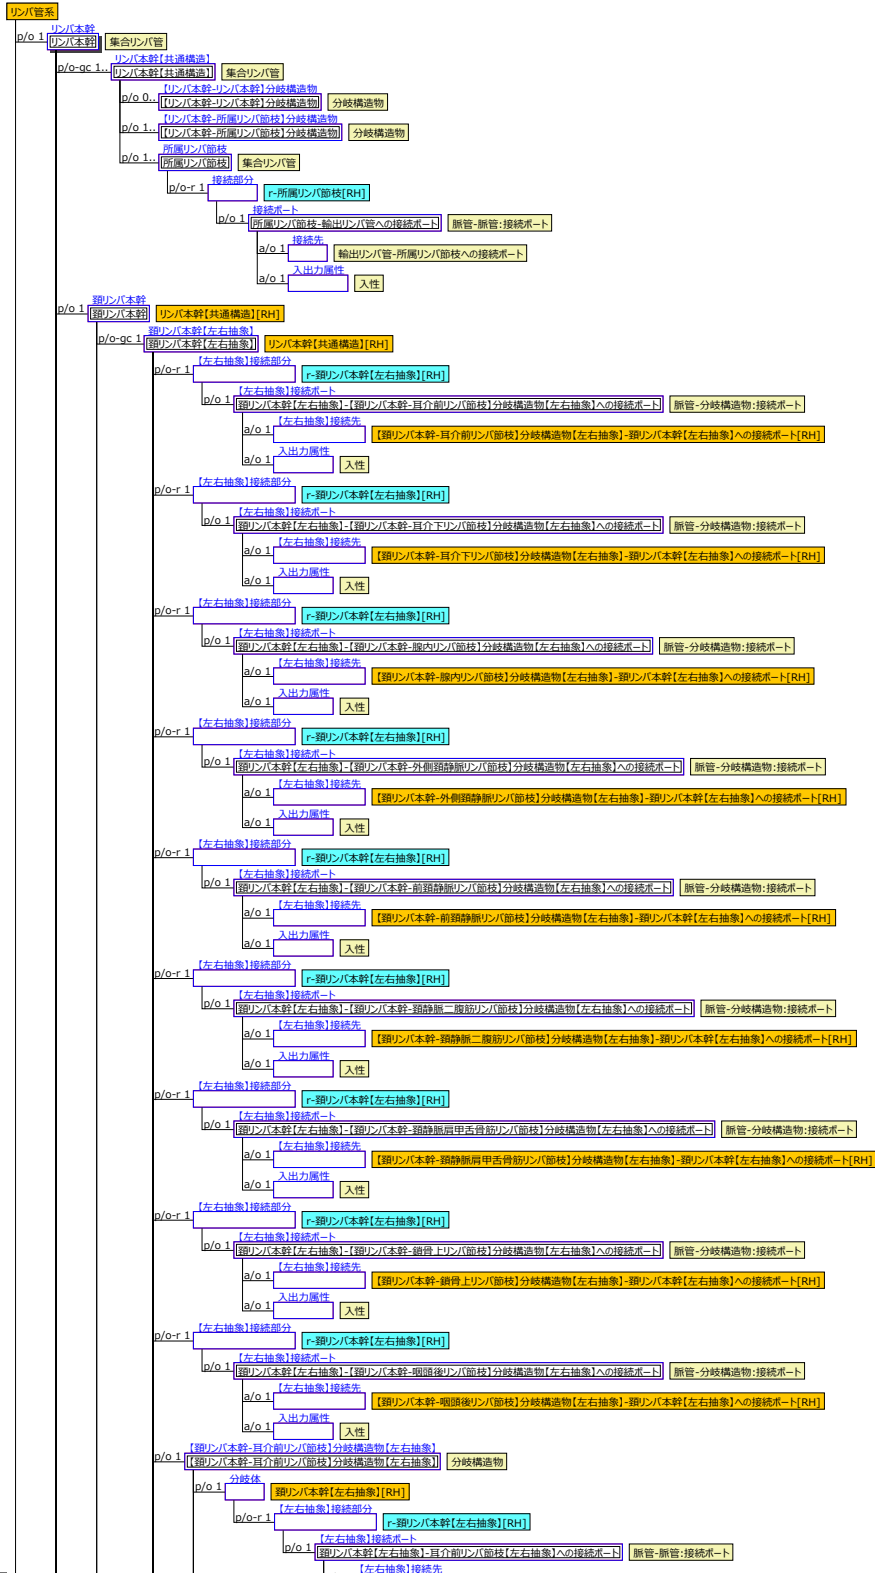 リンパ管系
リンパ本幹
p/o 1 リンパ本幹 集合リンパ管
リンパ本幹【共通構造】
p/o-gc 1.. リンパ本幹【共通構造】 集合リンパ管
【リンパ本幹-リンパ本幹】分岐構造物
p/o 0.. 【リンパ本幹-リンパ本幹】分岐構造物 分岐構造物
【リンパ本幹-所属リンパ節枝】分岐構造物
p/o 1.. 【リンパ本幹-所属リンパ節枝】分岐構造物 分岐構造物
所属リンパ節枝
p/o 1.. 所属リンパ節枝 集合リンパ管
接続部分
p/o-r 1 r-所属リンパ節枝[RH]
接続ポート
p/o 1 所属リンパ節枝-輸出リンパ管への接続ポート 脈管-脈管:接続ポート
接続先
a/o 1 輸出リンパ管-所属リンパ節枝への接続ポート
入出力属性
a/o 1 入性
頚リンパ本幹
p/o 1 頚リンパ本幹 リンパ本幹【共通構造】[RH]
頚リンパ本幹【左右抽象】
p/o-gc 1 頚リンパ本幹【左右抽象】 リンパ本幹【共通構造】[RH]
【左右抽象】接続部分
p/o-r 1 r-頚リンパ本幹【左右抽象】[RH]
【左右抽象】接続ポート
p/o 1 頚リンパ本幹【左右抽象】-【頚リンパ本幹-耳介前リンパ節枝】分岐構造物【左右抽象】への接続ポート 脈管-分岐構造物:接続ポート
【左右抽象】接続先
a/o 1 【頚リンパ本幹-耳介前リンパ節枝】分岐構造物【左右抽象】-頚リンパ本幹【左右抽象】への接続ポート[RH]
入出力属性
a/o 1 入性
【左右抽象】接続部分
p/o-r 1 r-頚リンパ本幹【左右抽象】[RH]
【左右抽象】接続ポート
p/o 1 頚リンパ本幹【左右抽象】-【頚リンパ本幹-耳介下リンパ節枝】分岐構造物【左右抽象】への接続ポート 脈管-分岐構造物:接続ポート
【左右抽象】接続先
a/o 1 【頚リンパ本幹-耳介下リンパ節枝】分岐構造物【左右抽象】-頚リンパ本幹【左右抽象】への接続ポート[RH]
入出力属性
a/o 1 入性
【左右抽象】接続部分
p/o-r 1 r-頚リンパ本幹【左右抽象】[RH]
【左右抽象】接続ポート
p/o 1 頚リンパ本幹【左右抽象】-【頚リンパ本幹-腺内リンパ節枝】分岐構造物【左右抽象】への接続ポート 脈管-分岐構造物:接続ポート
【左右抽象】接続先
a/o 1 【頚リンパ本幹-腺内リンパ節枝】分岐構造物【左右抽象】-頚リンパ本幹【左右抽象】への接続ポート[RH]
入出力属性
a/o 1 入性
【左右抽象】接続部分
p/o-r 1 r-頚リンパ本幹【左右抽象】[RH]
【左右抽象】接続ポート
p/o 1 頚リンパ本幹【左右抽象】-【頚リンパ本幹-外側頚静脈リンパ節枝】分岐構造物【左右抽象】への接続ポート 脈管-分岐構造物:接続ポート
【左右抽象】接続先
a/o 1 【頚リンパ本幹-外側頚静脈リンパ節枝】分岐構造物【左右抽象】-頚リンパ本幹【左右抽象】への接続ポート[RH]
入出力属性
a/o 1 入性
【左右抽象】接続部分
p/o-r 1 r-頚リンパ本幹【左右抽象】[RH]
【左右抽象】接続ポート
p/o 1 頚リンパ本幹【左右抽象】-【頚リンパ本幹-前頚静脈リンパ節枝】分岐構造物【左右抽象】への接続ポート 脈管-分岐構造物:接続ポート
【左右抽象】接続先
a/o 1 【頚リンパ本幹-前頚静脈リンパ節枝】分岐構造物【左右抽象】-頚リンパ本幹【左右抽象】への接続ポート[RH]
入出力属性
a/o 1 入性
【左右抽象】接続部分
p/o-r 1 r-頚リンパ本幹【左右抽象】[RH]
【左右抽象】接続ポート
p/o 1 頚リンパ本幹【左右抽象】-【頚リンパ本幹-頚静脈二腹筋リンパ節枝】分岐構造物【左右抽象】への接続ポート 脈管-分岐構造物:接続ポート
【左右抽象】接続先
a/o 1 【頚リンパ本幹-頚静脈二腹筋リンパ節枝】分岐構造物【左右抽象】-頚リンパ本幹【左右抽象】への接続ポート[RH]
入出力属性
a/o 1 入性
【左右抽象】接続部分
p/o-r 1 r-頚リンパ本幹【左右抽象】[RH]
【左右抽象】接続ポート
p/o 1 頚リンパ本幹【左右抽象】-【頚リンパ本幹-頚静脈肩甲舌骨筋リンパ節枝】分岐構造物【左右抽象】への接続ポート 脈管-分岐構造物:接続ポート
【左右抽象】接続先
a/o 1 【頚リンパ本幹-頚静脈肩甲舌骨筋リンパ節枝】分岐構造物【左右抽象】-頚リンパ本幹【左右抽象】への接続ポート[RH]
入出力属性
a/o 1 入性
【左右抽象】接続部分
p/o-r 1 r-頚リンパ本幹【左右抽象】[RH]
【左右抽象】接続ポート
p/o 1 頚リンパ本幹【左右抽象】-【頚リンパ本幹-鎖骨上リンパ節枝】分岐構造物【左右抽象】への接続ポート 脈管-分岐構造物:接続ポート
【左右抽象】接続先
a/o 1 【頚リンパ本幹-鎖骨上リンパ節枝】分岐構造物【左右抽象】-頚リンパ本幹【左右抽象】への接続ポート[RH]
入出力属性
a/o 1 入性
【左右抽象】接続部分
p/o-r 1 r-頚リンパ本幹【左右抽象】[RH]
【左右抽象】接続ポート
p/o 1 頚リンパ本幹【左右抽象】-【頚リンパ本幹-咽頭後リンパ節枝】分岐構造物【左右抽象】への接続ポート 脈管-分岐構造物:接続ポート
【左右抽象】接続先
a/o 1 【頚リンパ本幹-咽頭後リンパ節枝】分岐構造物【左右抽象】-頚リンパ本幹【左右抽象】への接続ポート[RH]
入出力属性
a/o 1 入性
【頚リンパ本幹-耳介前リンパ節枝】分岐構造物【左右抽象】
p/o 1 【頚リンパ本幹-耳介前リンパ節枝】分岐構造物【左右抽象】 分岐構造物
分岐体
p/o 1 頚リンパ本幹【左右抽象】[RH]
【左右抽象】接続部分
p/o-r 1 r-頚リンパ本幹【左右抽象】[RH]
【左右抽象】接続ポート
p/o 1 頚リンパ本幹【左右抽象】-耳介前リンパ節枝【左右抽象】への接続ポート 脈管-脈管:接続ポート
【左右抽象】接続先